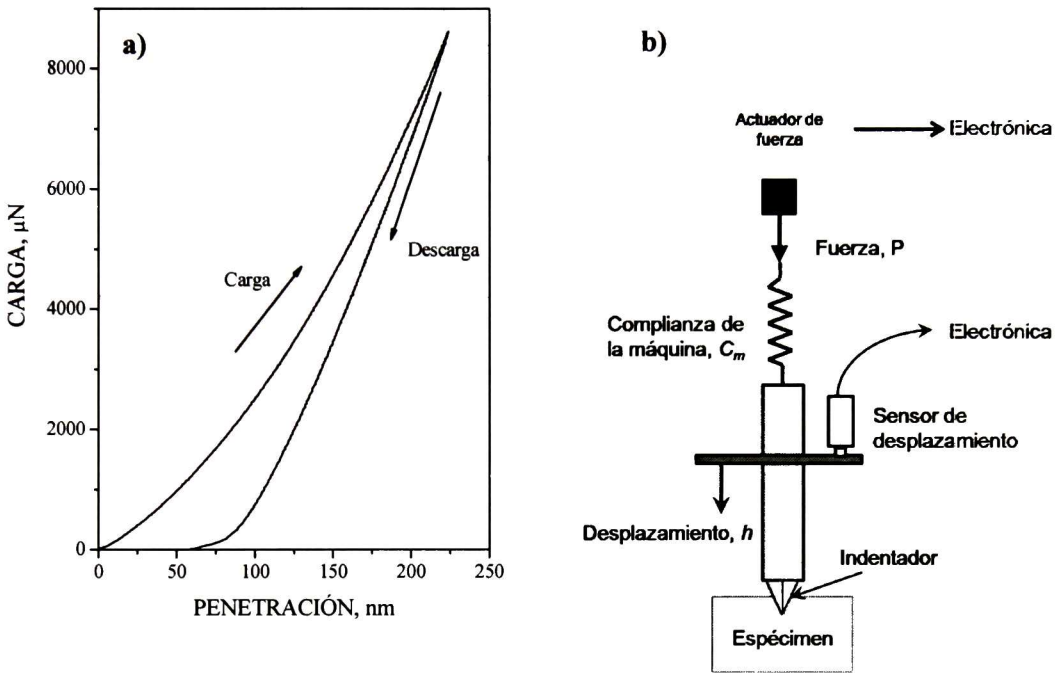 a)
CARGA, µN
8000
6000
4000
2000
0
0
50
100
150
200
250
PENETRACIÓN, nm
Carga
Descarga
b)
Actuador de
fuerza
Electrónica
Fuerza, P
Complianza de
la máquina, Cm
Electrónica
Sensor de
desplazamiento
Desplazamiento, h
Indentador
Espécimen